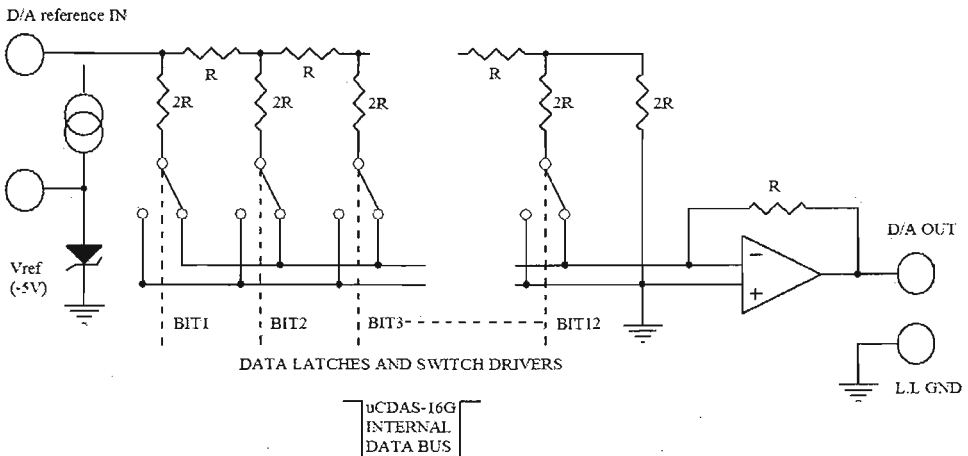 D/A reference IN
R
R
R
2R
2R
2R
2R
2R
R
D/A OUT
Vref
(-5V)
BIT1
BIT2
BIT3
BIT12
DATA LATCHES AND SWITCH DRIVERS
L.L GND
uCDAS-16G
INTERNAL
DATA BUS